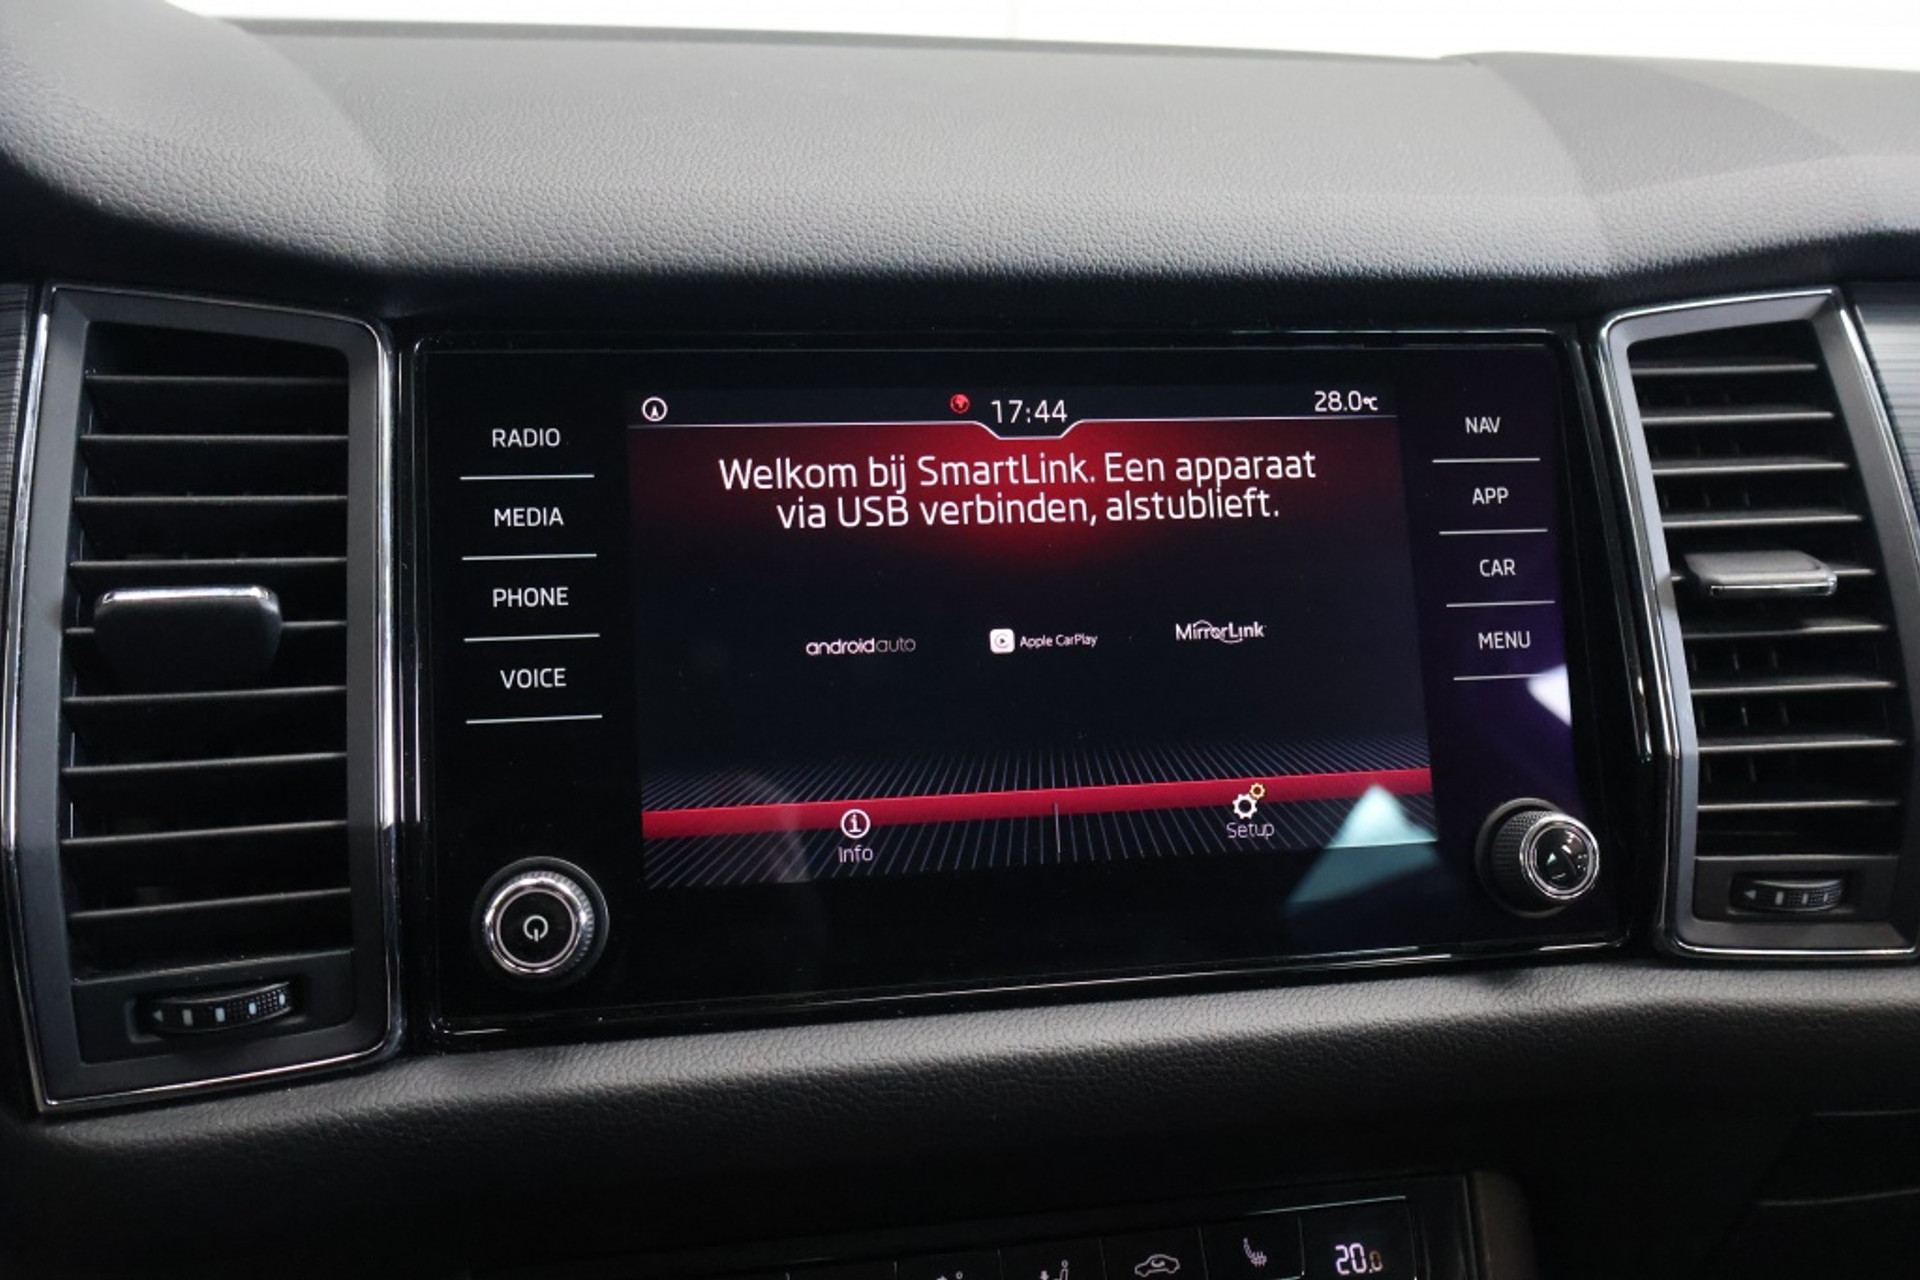 17:44
28.0°C
RADIO
MEDIA
PHONE
VOICE
Welkom bij SmartLink. Een apparaat
via USB verbinden, alstublieft.
androidauto
Apple CarPlay
MirrorLink
Info
Setup
NAV
APP
CAR
MENU
20.0